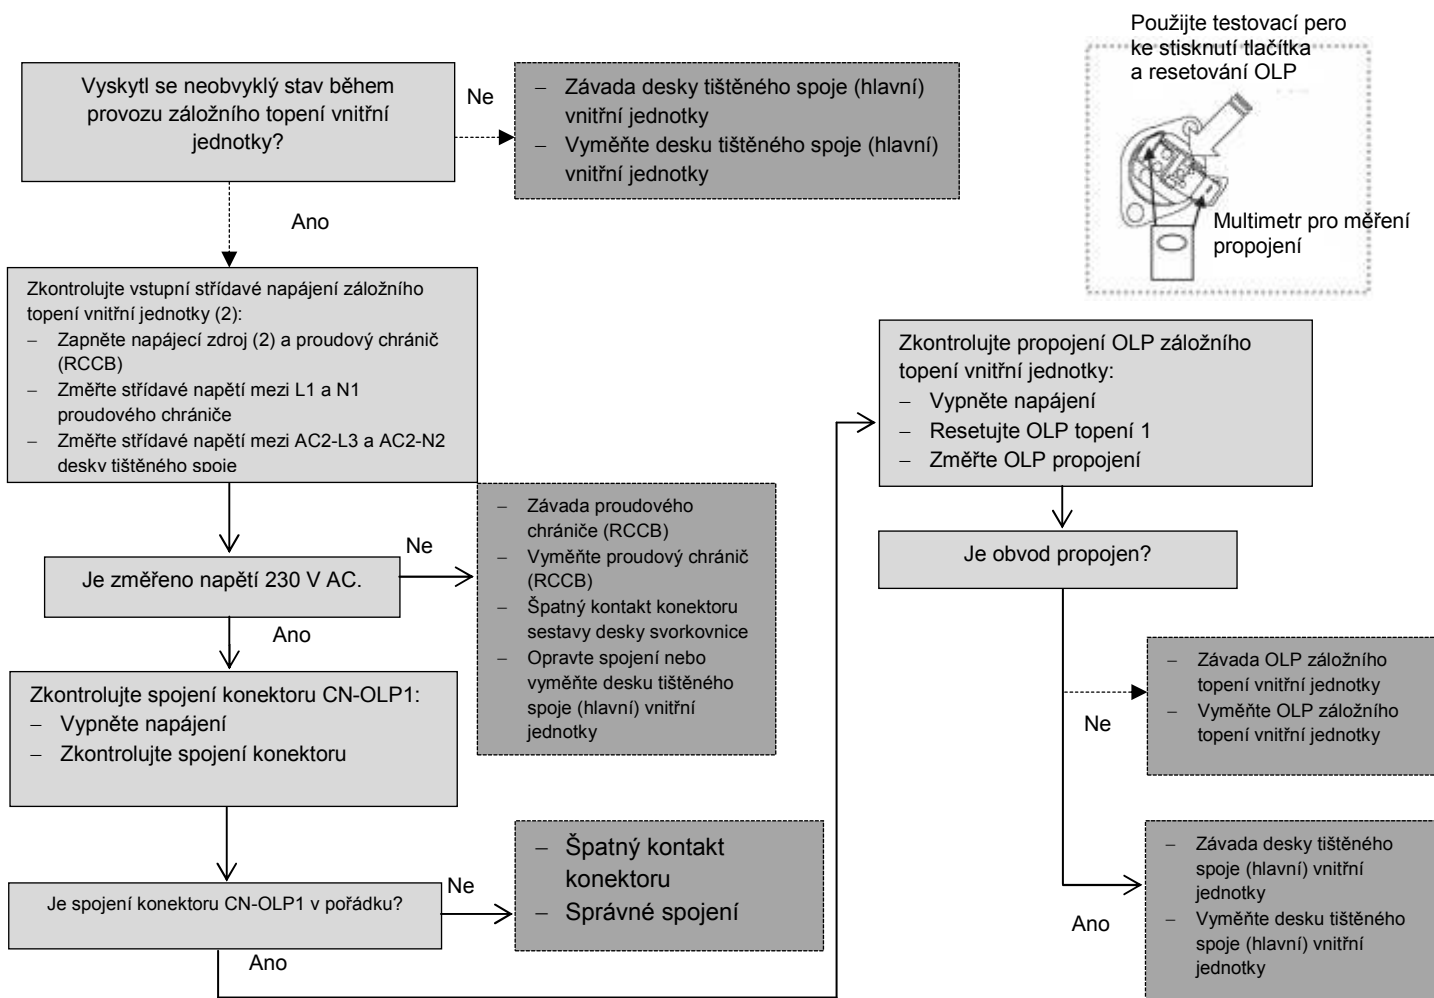 Použijte testovací pero
ke stisknutí tlačítka
a resetování OLP
Multimetr pro měření
propojení
Vyskytl se neobvyklý stav během
provozu záložního topení vnitřní
jednotky?
Ne
– Závada desky tištěného spoje (hlavní)
vnitřní jednotky
– Vyměňte desku tištěného spoje (hlavní)
vnitřní jednotky
Ano
Zkontrolujte vstupní střídavé napájení záložního
topení vnitřní jednotky (2):
– Zapněte napájecí zdroj (2) a proudový chránič
(RCCB)
– Změřte střídavé napětí mezi L1 a N1
proudového chrániče
– Změřte střídavé napětí mezi AC2-L3 a AC2-N2
desky tištěného spoje
Je změřeno napětí 230 V AC.
Ne
– Závada proudového
chrániče (RCCB)
– Vyměňte proudový chránič
(RCCB)
– Špatný kontakt konektoru
sestavy desky svorkovnice
– Opravte spojení nebo
vyměňte desku tištěného
spoje (hlavní) vnitřní
jednotky
Ano
Zkontrolujte spojení konektoru CN-OLP1:
– Vypněte napájení
– Zkontrolujte spojení konektoru
Je spojení konektoru CN-OLP1 v pořádku?
Ne
– Špatný kontakt
konektoru
– Správné spojení
Ano
Zkontrolujte propojení OLP záložního
topení vnitřní jednotky:
– Vypněte napájení
– Resetujte OLP topení 1
– Změřte OLP propojení
Je obvod propojen?
Ne
– Závada OLP záložního
topení vnitřní jednotky
– Vyměňte OLP záložního
topení vnitřní jednotky
Ano
– Závada desky tištěného
spoje (hlavní) vnitřní
jednotky
– Vyměňte desku tištěného
spoje (hlavní) vnitřní
jednotky